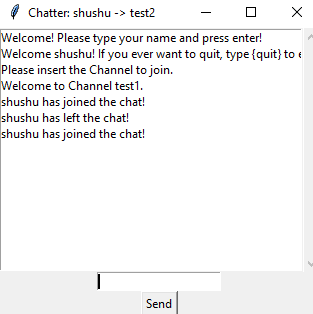 Chatter: shushu -> test2
Welcome! Please type your name and press enter!
Welcome shushu! If you ever want to quit, type {quit} to e
Please insert the Channel to join.
Welcome to Channel test1.
shushu has joined the chat!
shushu has left the chat!
shushu has joined the chat!
Send